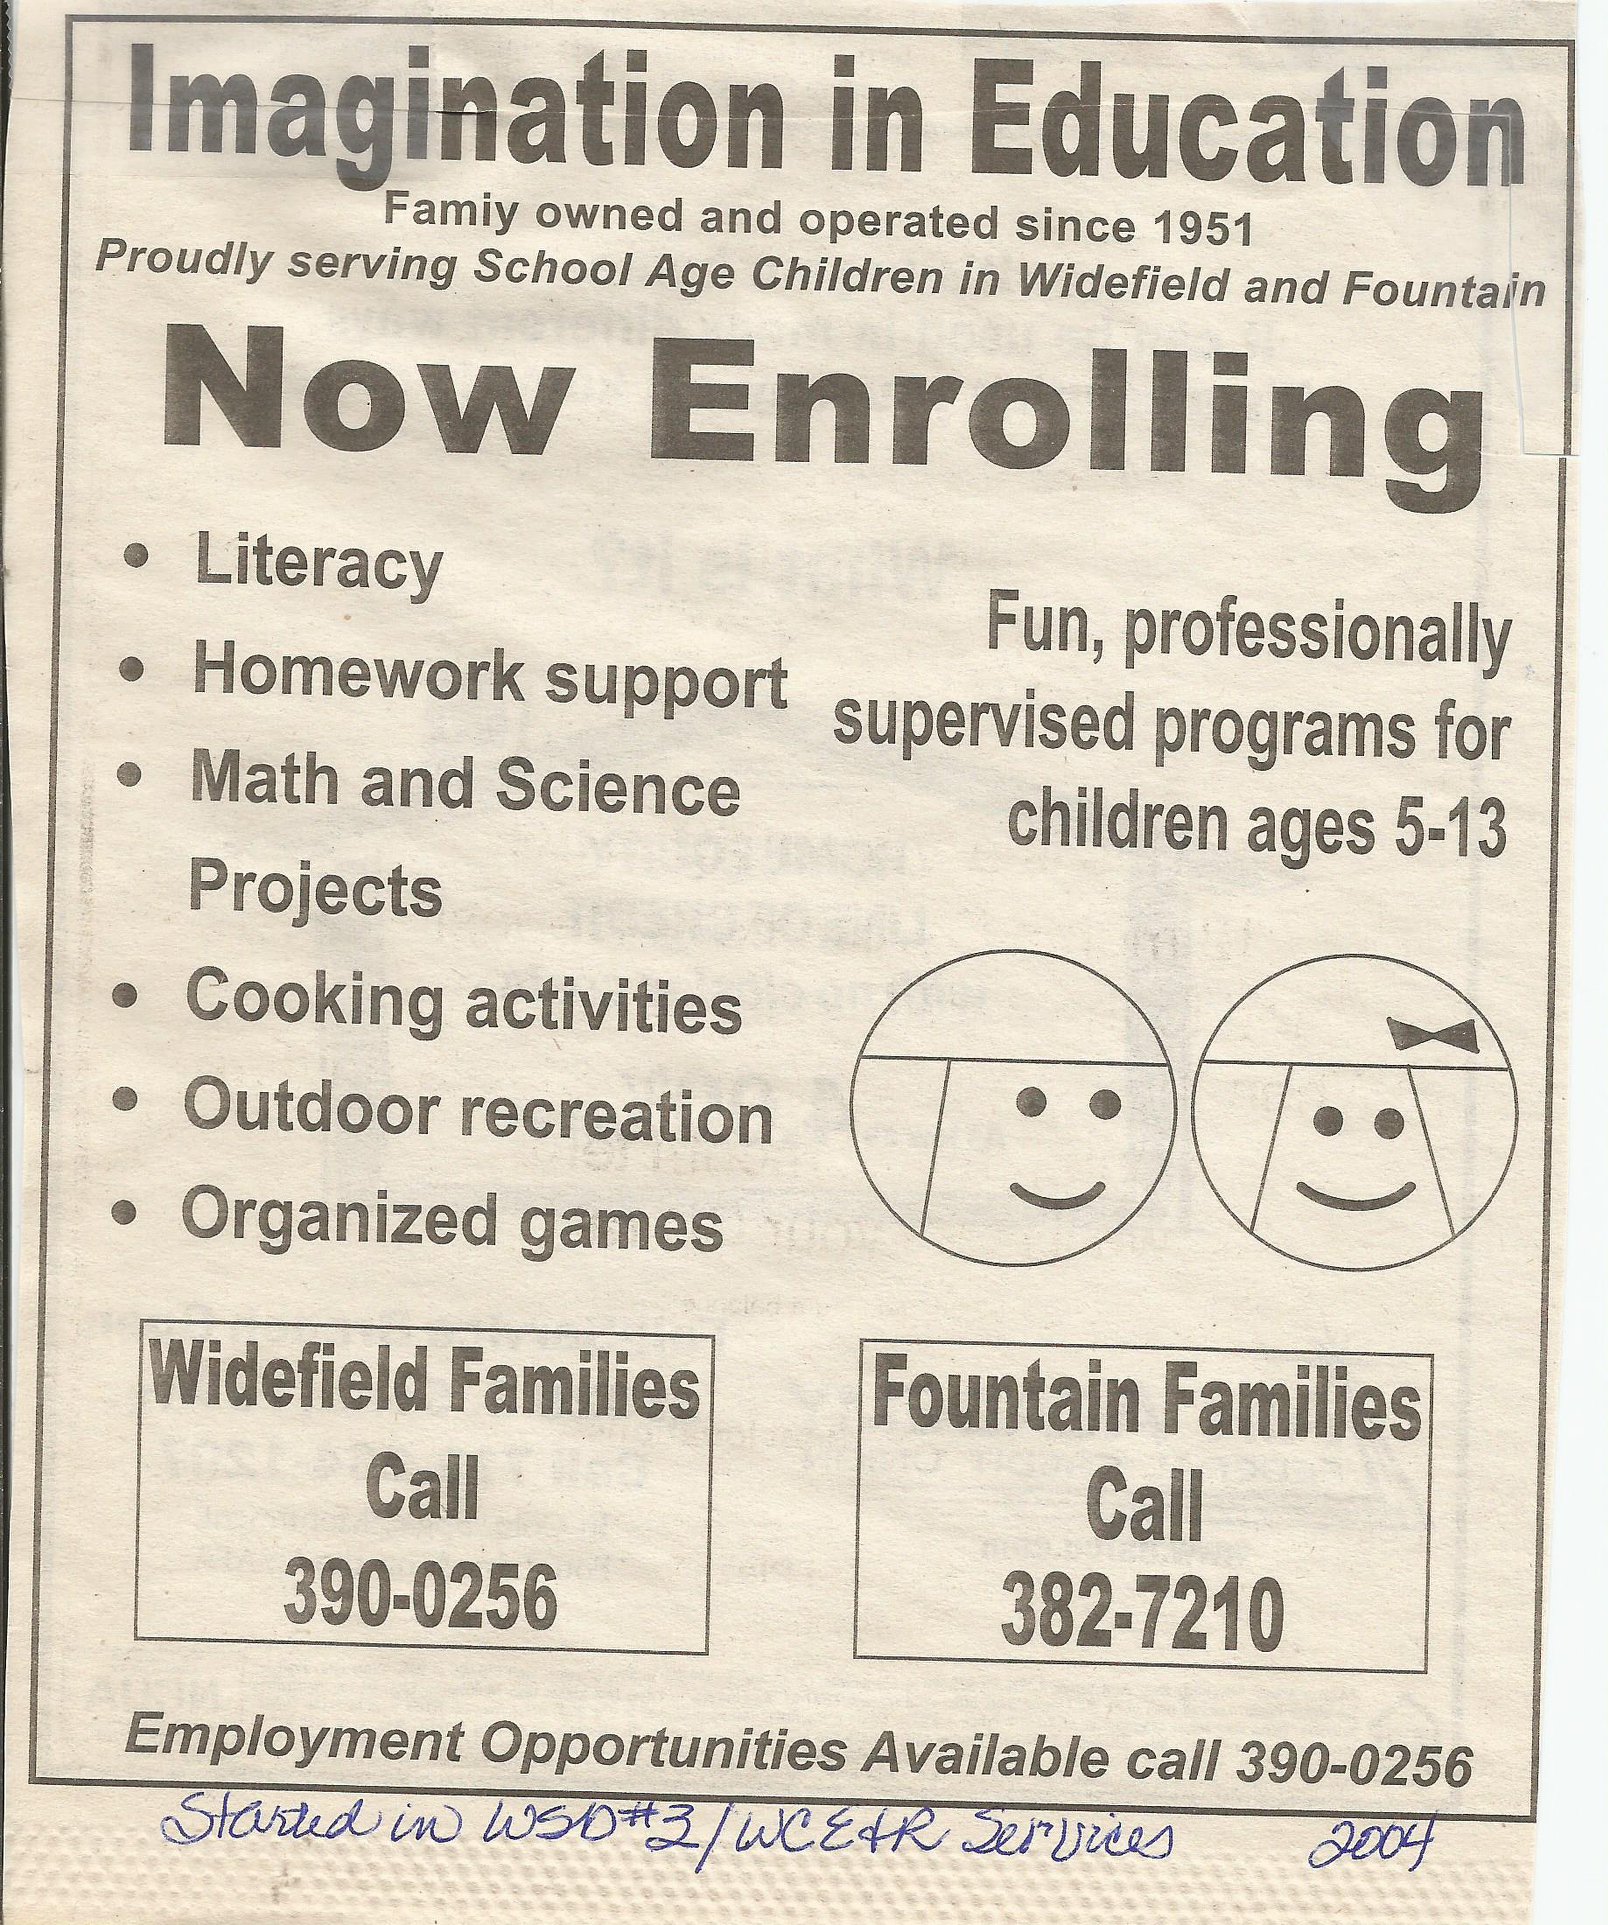 Imagination in Education
Famiy owned and operated since 1951
Proudly serving School Age Children in Widefield and Fountain
Now Enrolling
• Literacy
• Homework support
• Math and Science
Projects
• Cooking activities
• Outdoor recreation
• Organized games
Fun, professionally
supervised programs for
children ages 5-13
Widefield Families
Call
390-0256
Fountain Families
Call
382-7210
Employment Opportunities Available call 390-0256
Started in WSD#3/WCE&R Services 2004